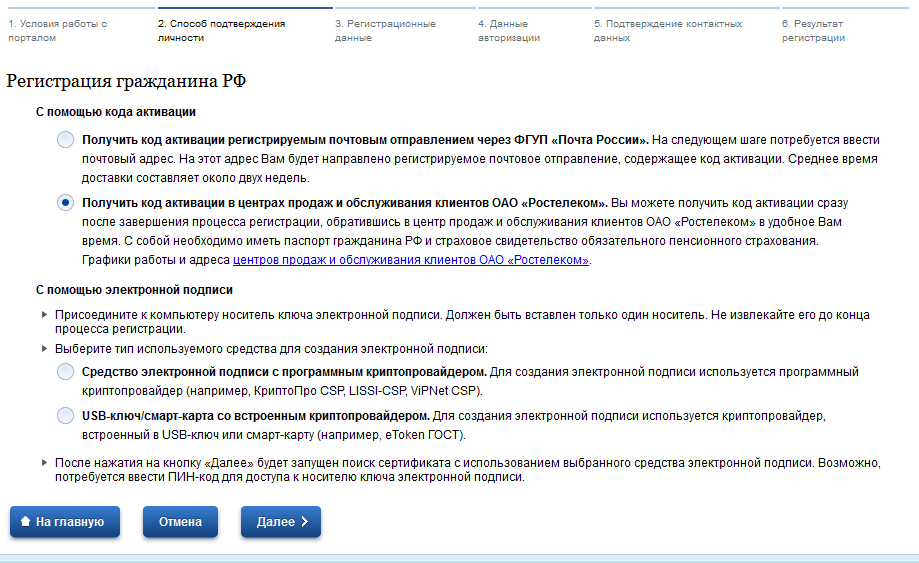 1. Условия работы с порталом
2. Способ подтверждения личности
3. Регистрационные данные
4. Данные авторизации
5. Подтверждение контактных данных
6. Результат регистрации
Регистрация гражданина РФ
С помощью кода активации
Получить код активации регистрируемым почтовым отправлением через ФГУП «Почта России». На следующем шаге потребуется ввести
почтовый адрес. На этот адрес Вам будет направлено регистрируемое почтовое отправление, содержащее код активации. Среднее время
доставки составляет около двух недель.
Получить код активации в центрах продаж и обслуживания клиентов ОАО «Ростелеком». Вы можете получить код активации сразу
после завершения процесса регистрации, обратившись в центр продаж и обслуживания клиентов ОАО «Ростелеком» в удобное Вам
время. С собой необходимо иметь паспорт гражданина РФ и страховое свидетельство обязательного пенсионного страхования.
Графики работы и адреса центров продаж и обслуживания клиентов ОАО «Ростелеком».
С помощью электронной подписи
Присоедините к компьютеру носитель ключа электронной подписи. Должен быть вставлен только один носитель. Не извлекайте его до конца
процесса регистрации.
Выберите тип используемого средства для создания электронной подписи:
Средство электронной подписи с программным криптопровайдером. Для создания электронной подписи используется программный
криптопровайдер (например, КриптоПро CSP, LISSI-CSP, ViPNet CSP).
USB-ключ/смарт-карта со встроенным криптопровайдером. Для создания электронной подписи используется криптопровайдер,
встроенный в USB-ключ или смарт-карту (например, eToken ГОСТ).
После нажатия на кнопку «Далее» будет запущен поиск сертификата с использованием выбранного средства электронной подписи. Возможно,
потребуется ввести ПИН-код для доступа к носителю ключа электронной подписи.
На главную
Отмена
Далее